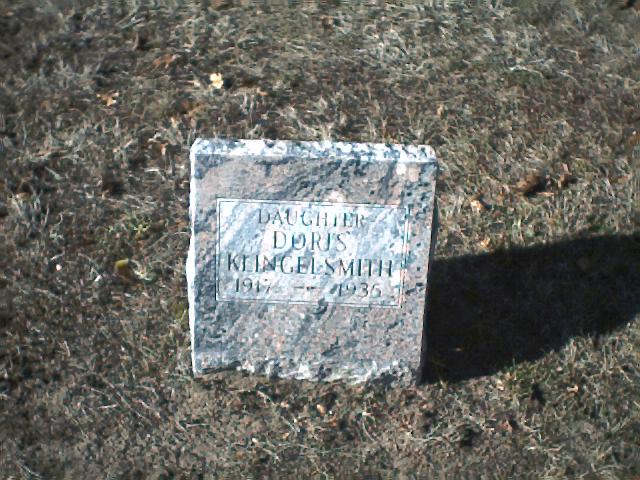 DAUGHTER
DORIS
KLINGELSMITH
1917 -- 1936